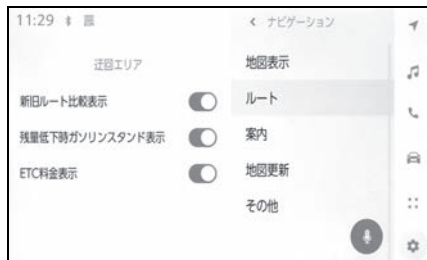 11:29
迂回エリア
新旧ルート比較表示
残量低下時ガソリンスタンド表示
ETC料金表示
ナビゲーション
地図表示
ルート
案内
地図更新
その他